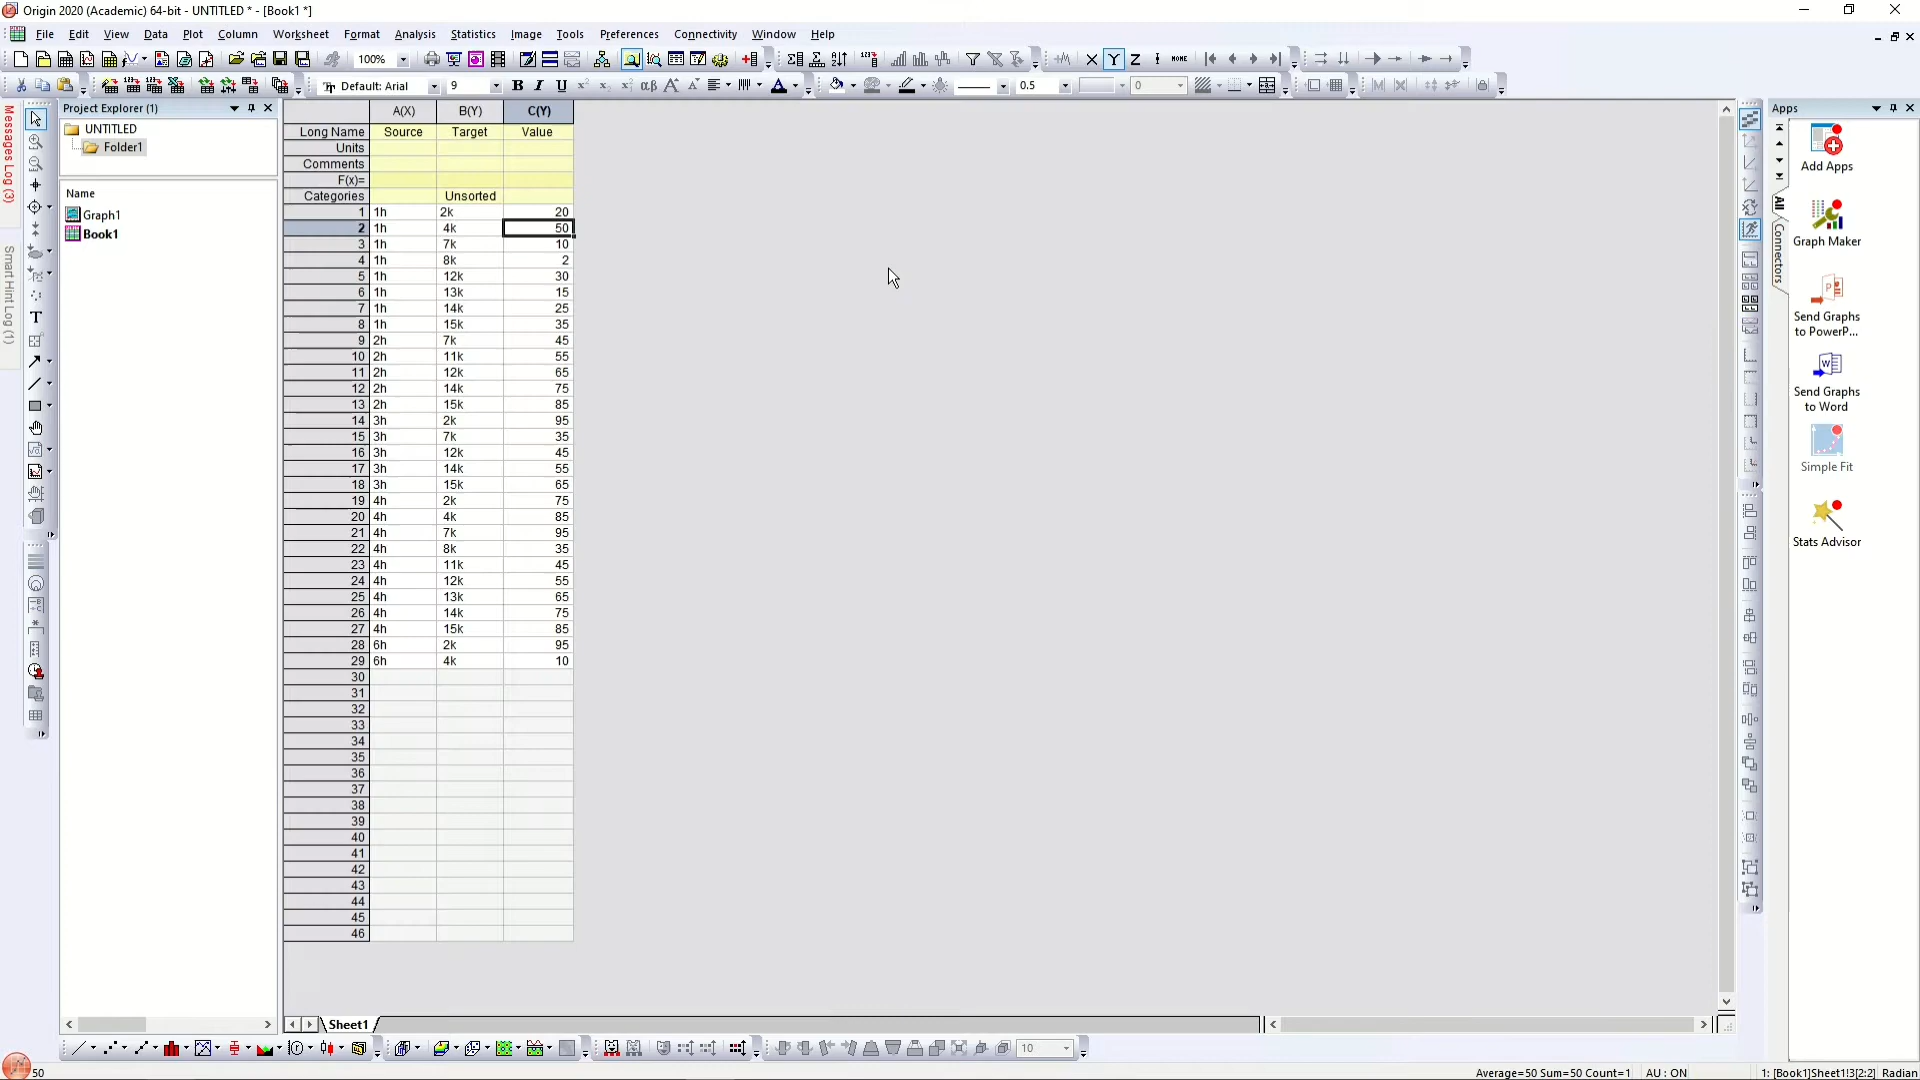 Origin 2020 (Academic) 64-bit - UNTITLED * - [Book1 *]
File Edit View Data Plot Column Worksheet Format Analysis Statistics Image Tools Preferences Connectivity Window Help
100% X Y Z NONE
Default: Arial 9 B I U αβ A A A 0.5 0
Messages Log (3)
Smart Hint Log (1)
Project Explorer (1)
UNTITLED
Folder1
Name
Graph1
Book1
A(X) B(Y) C(Y)
Long Name Source Target Value
Units
Comments
F(x)=
Categories Unsorted
1 1h 2k 20
2 1h 4k 50
3 1h 7k 10
4 1h 8k 2
5 1h 12k 30
6 1h 13k 15
7 1h 14k 25
8 1h 15k 35
9 2h 7k 45
10 2h 11k 55
11 2h 12k 65
12 2h 14k 75
13 2h 15k 85
14 3h 2k 95
15 3h 7k 35
16 3h 12k 45
17 3h 14k 55
18 3h 15k 65
19 4h 2k 75
20 4h 4k 85
21 4h 7k 95
22 4h 8k 35
23 4h 11k 45
24 4h 12k 55
25 4h 13k 65
26 4h 14k 75
27 4h 15k 85
28 6h 2k 95
29 6h 4k 10
30
31
32
33
34
35
36
37
38
39
40
41
42
43
44
45
46
Sheet1
Apps
All
Connectors
Add Apps
Graph Maker
Send Graphs
to PowerP...
Send Graphs
to Word
Simple Fit
Stats Advisor
T
10
50
Average=50 Sum=50 Count=1 AU : ON 1: [Book1]Sheet1!3[2:2] Radian